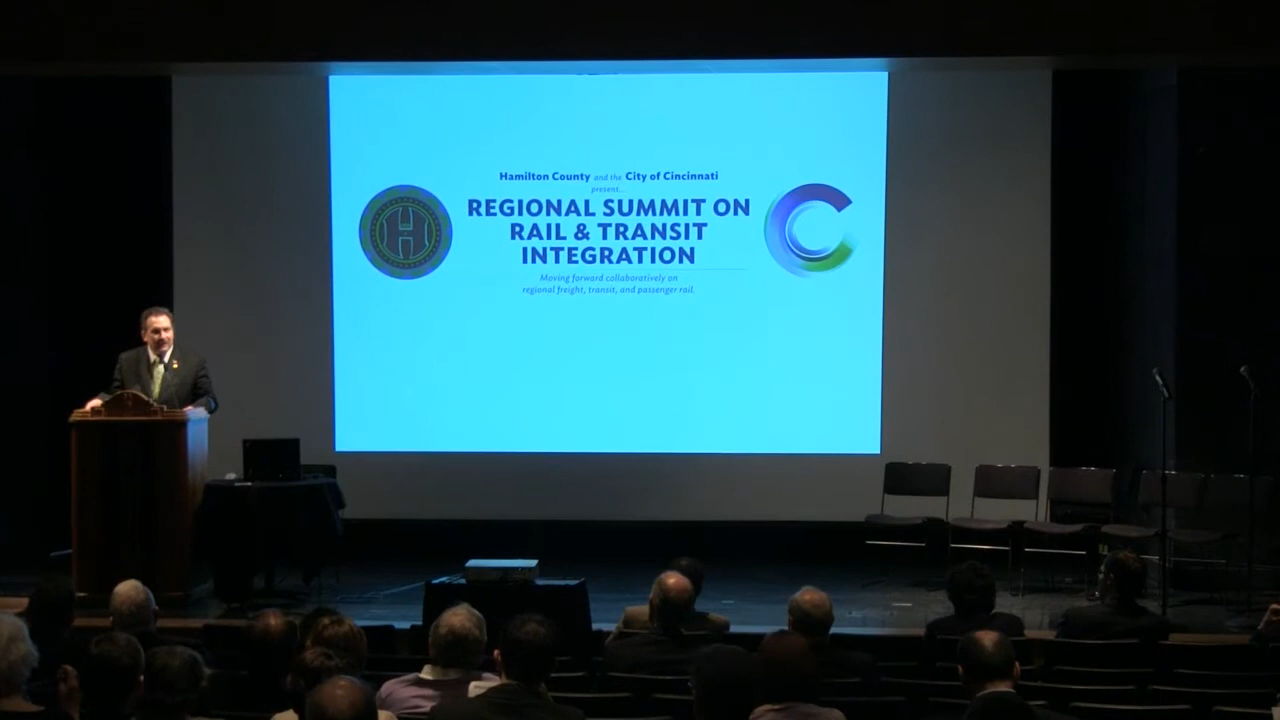 Hamilton County and the City of Cincinnati
present...
REGIONAL SUMMIT ON
RAIL & TRANSIT
INTEGRATION
Moving forward collaboratively on
regional freight, transit, and passenger rail.
H
C